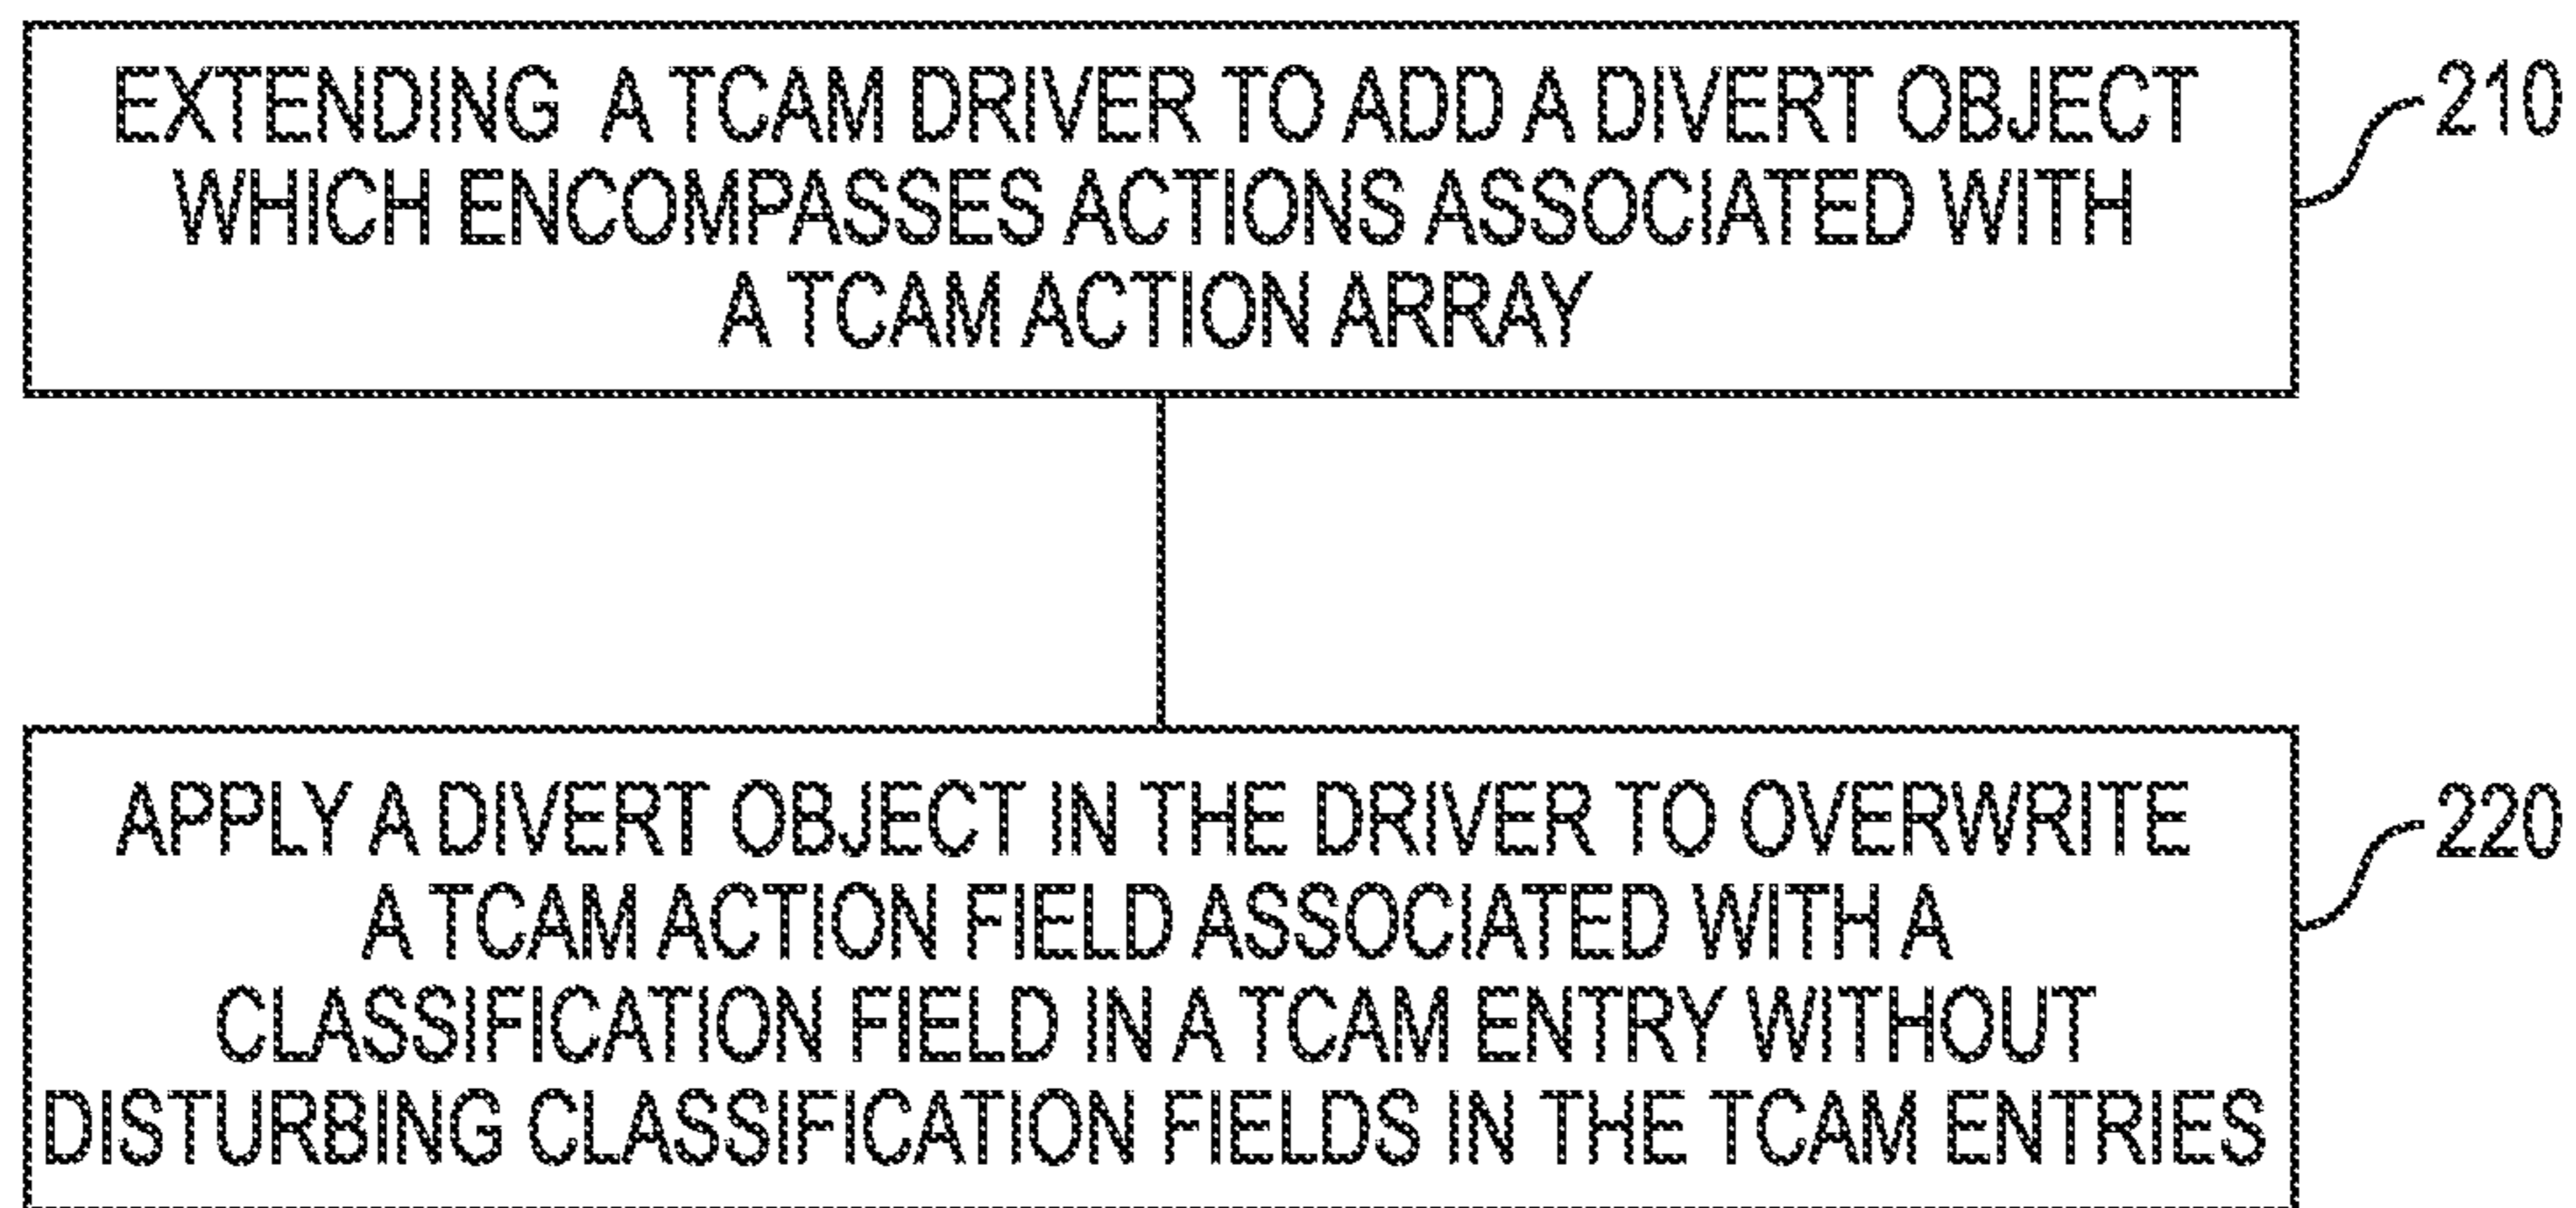 EXTENDING A TCAM DRIVER TO ADD A DIVERT OBJECT
WHICH ENCOMPASSES ACTIONS ASSOCIATED WITH
A TCAM ACTION ARRAY
210
APPLY A DIVERT OBJECT IN THE DRIVER TO OVERWRITE
A TCAM ACTION FIELD ASSOCIATED WITH A
CLASSIFICATION FIELD IN A TCAM ENTRY WITHOUT
DISTURBING CLASSIFICATION FIELDS IN THE TCAM ENTRIES
220